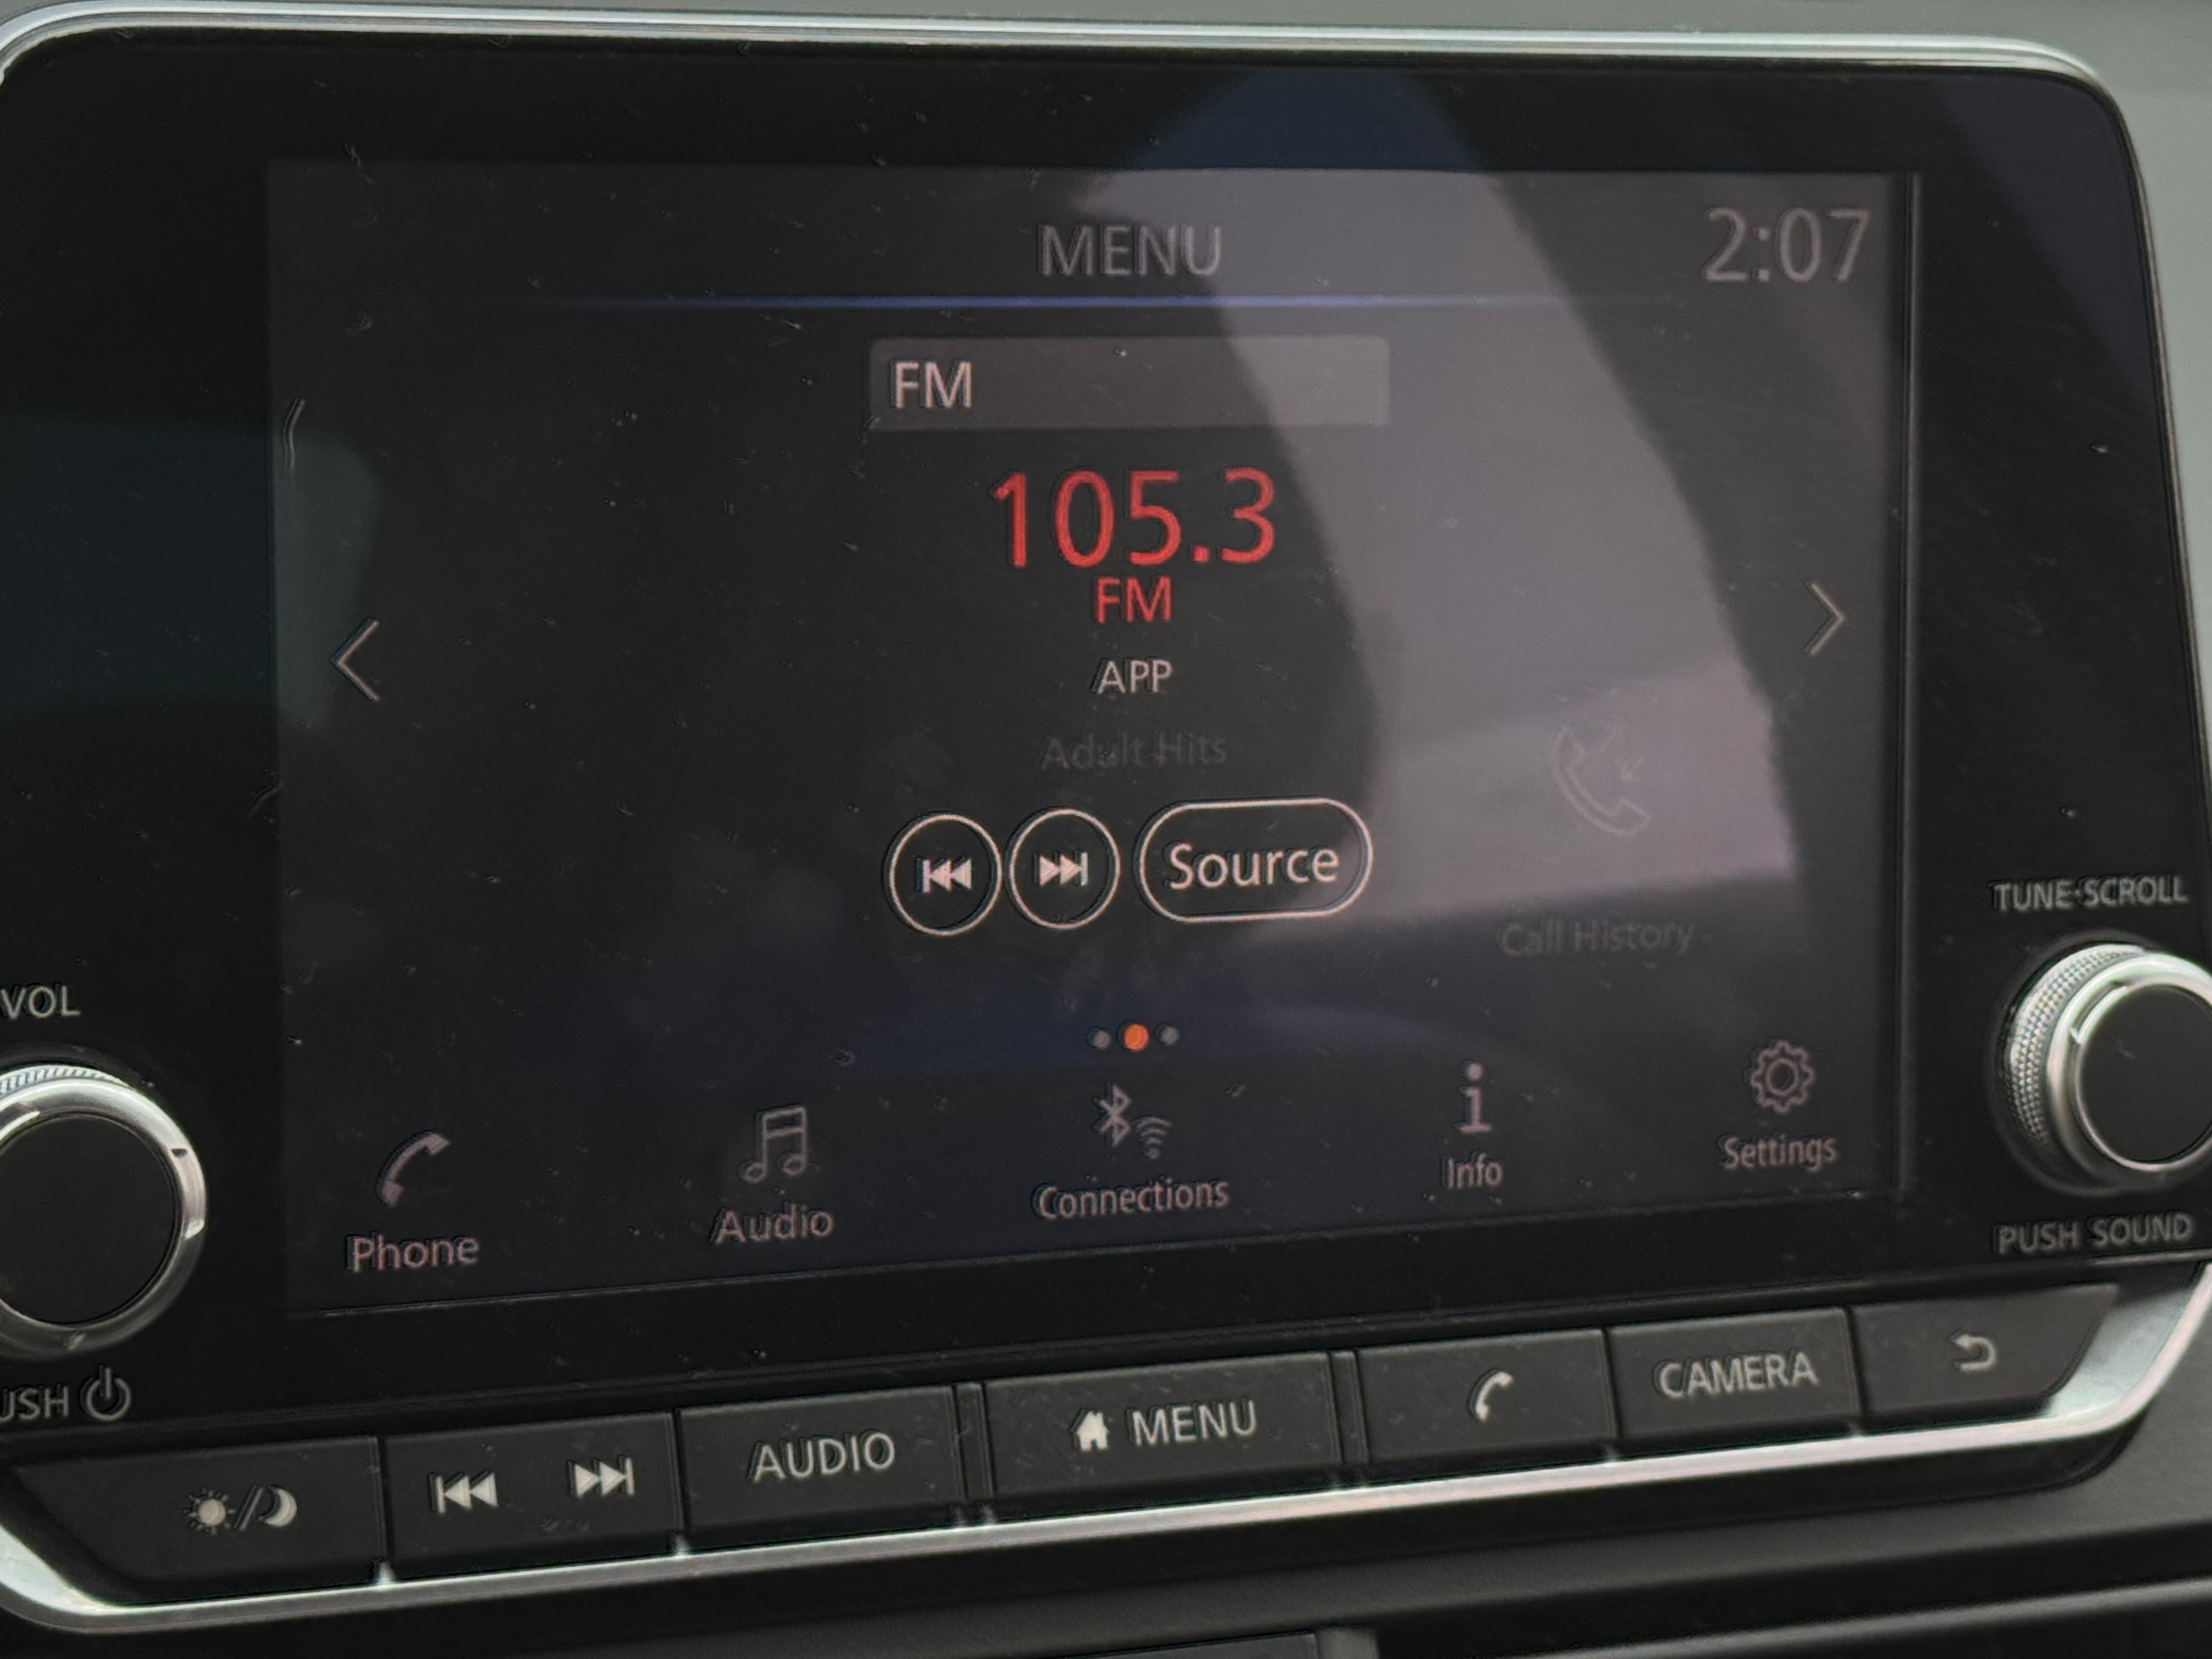 MENU
2:07
FM
105.3
FM
APP
Adult Hits
Source
Call History
TUNE·SCROLL
VOL
Phone
Audio
Connections
Info
Settings
PUSH SOUND
USH
AUDIO
MENU
CAMERA